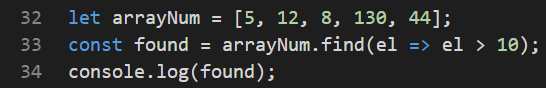 32 let arrayNum = [5, 12, 8, 130, 44];
33 const found = arrayNum.find(el => el > 10);
34 console.log(found);